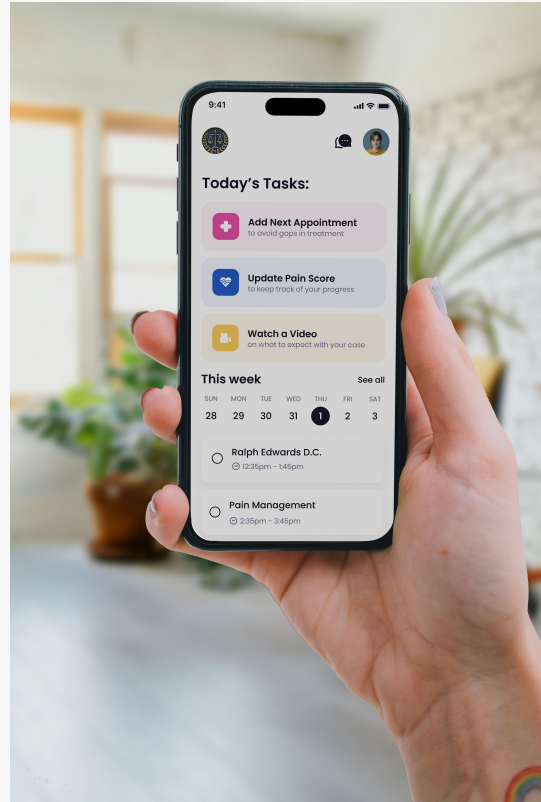 9:41
Today's Tasks:
Add Next Appointment
to avoid gaps in treatment
Update Pain Score
to keep track of your progress
Watch a Video
on what to expect with your case
This week See all
SUN MON TUE WED THU FRI SAT
28 29 30 31 1 2 3
Ralph Edwards D.C.
12:35pm - 1:45pm
Pain Management
2:35pm - 3:45pm